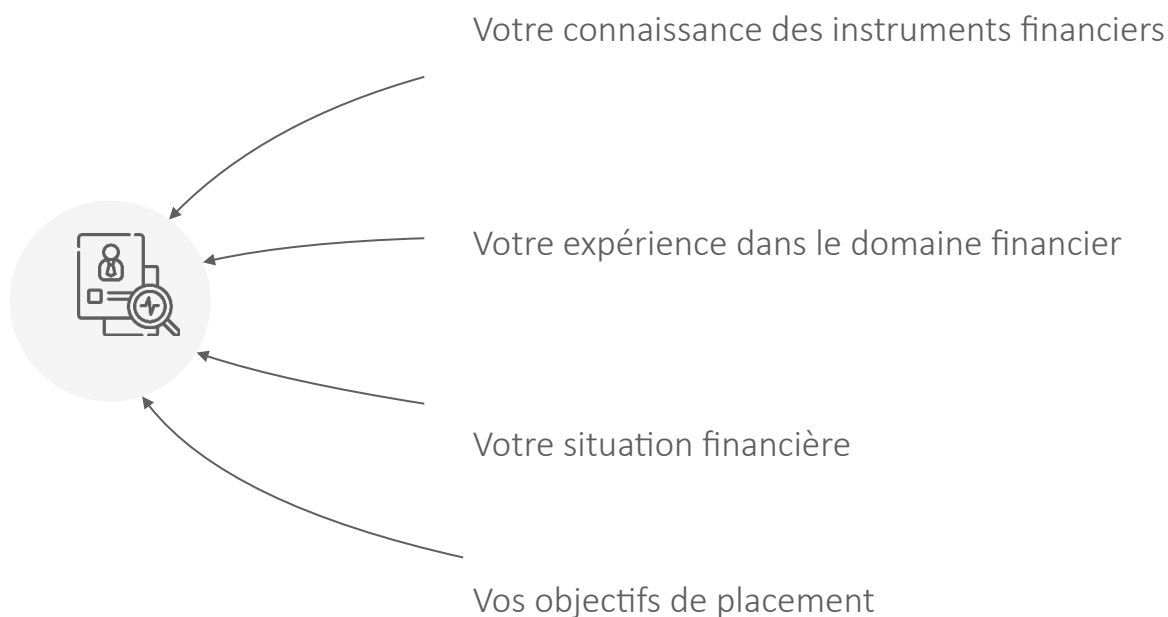 Votre connaissance des instruments financiers
Votre expérience dans le domaine financier
Votre situation financière
Vos objectifs de placement